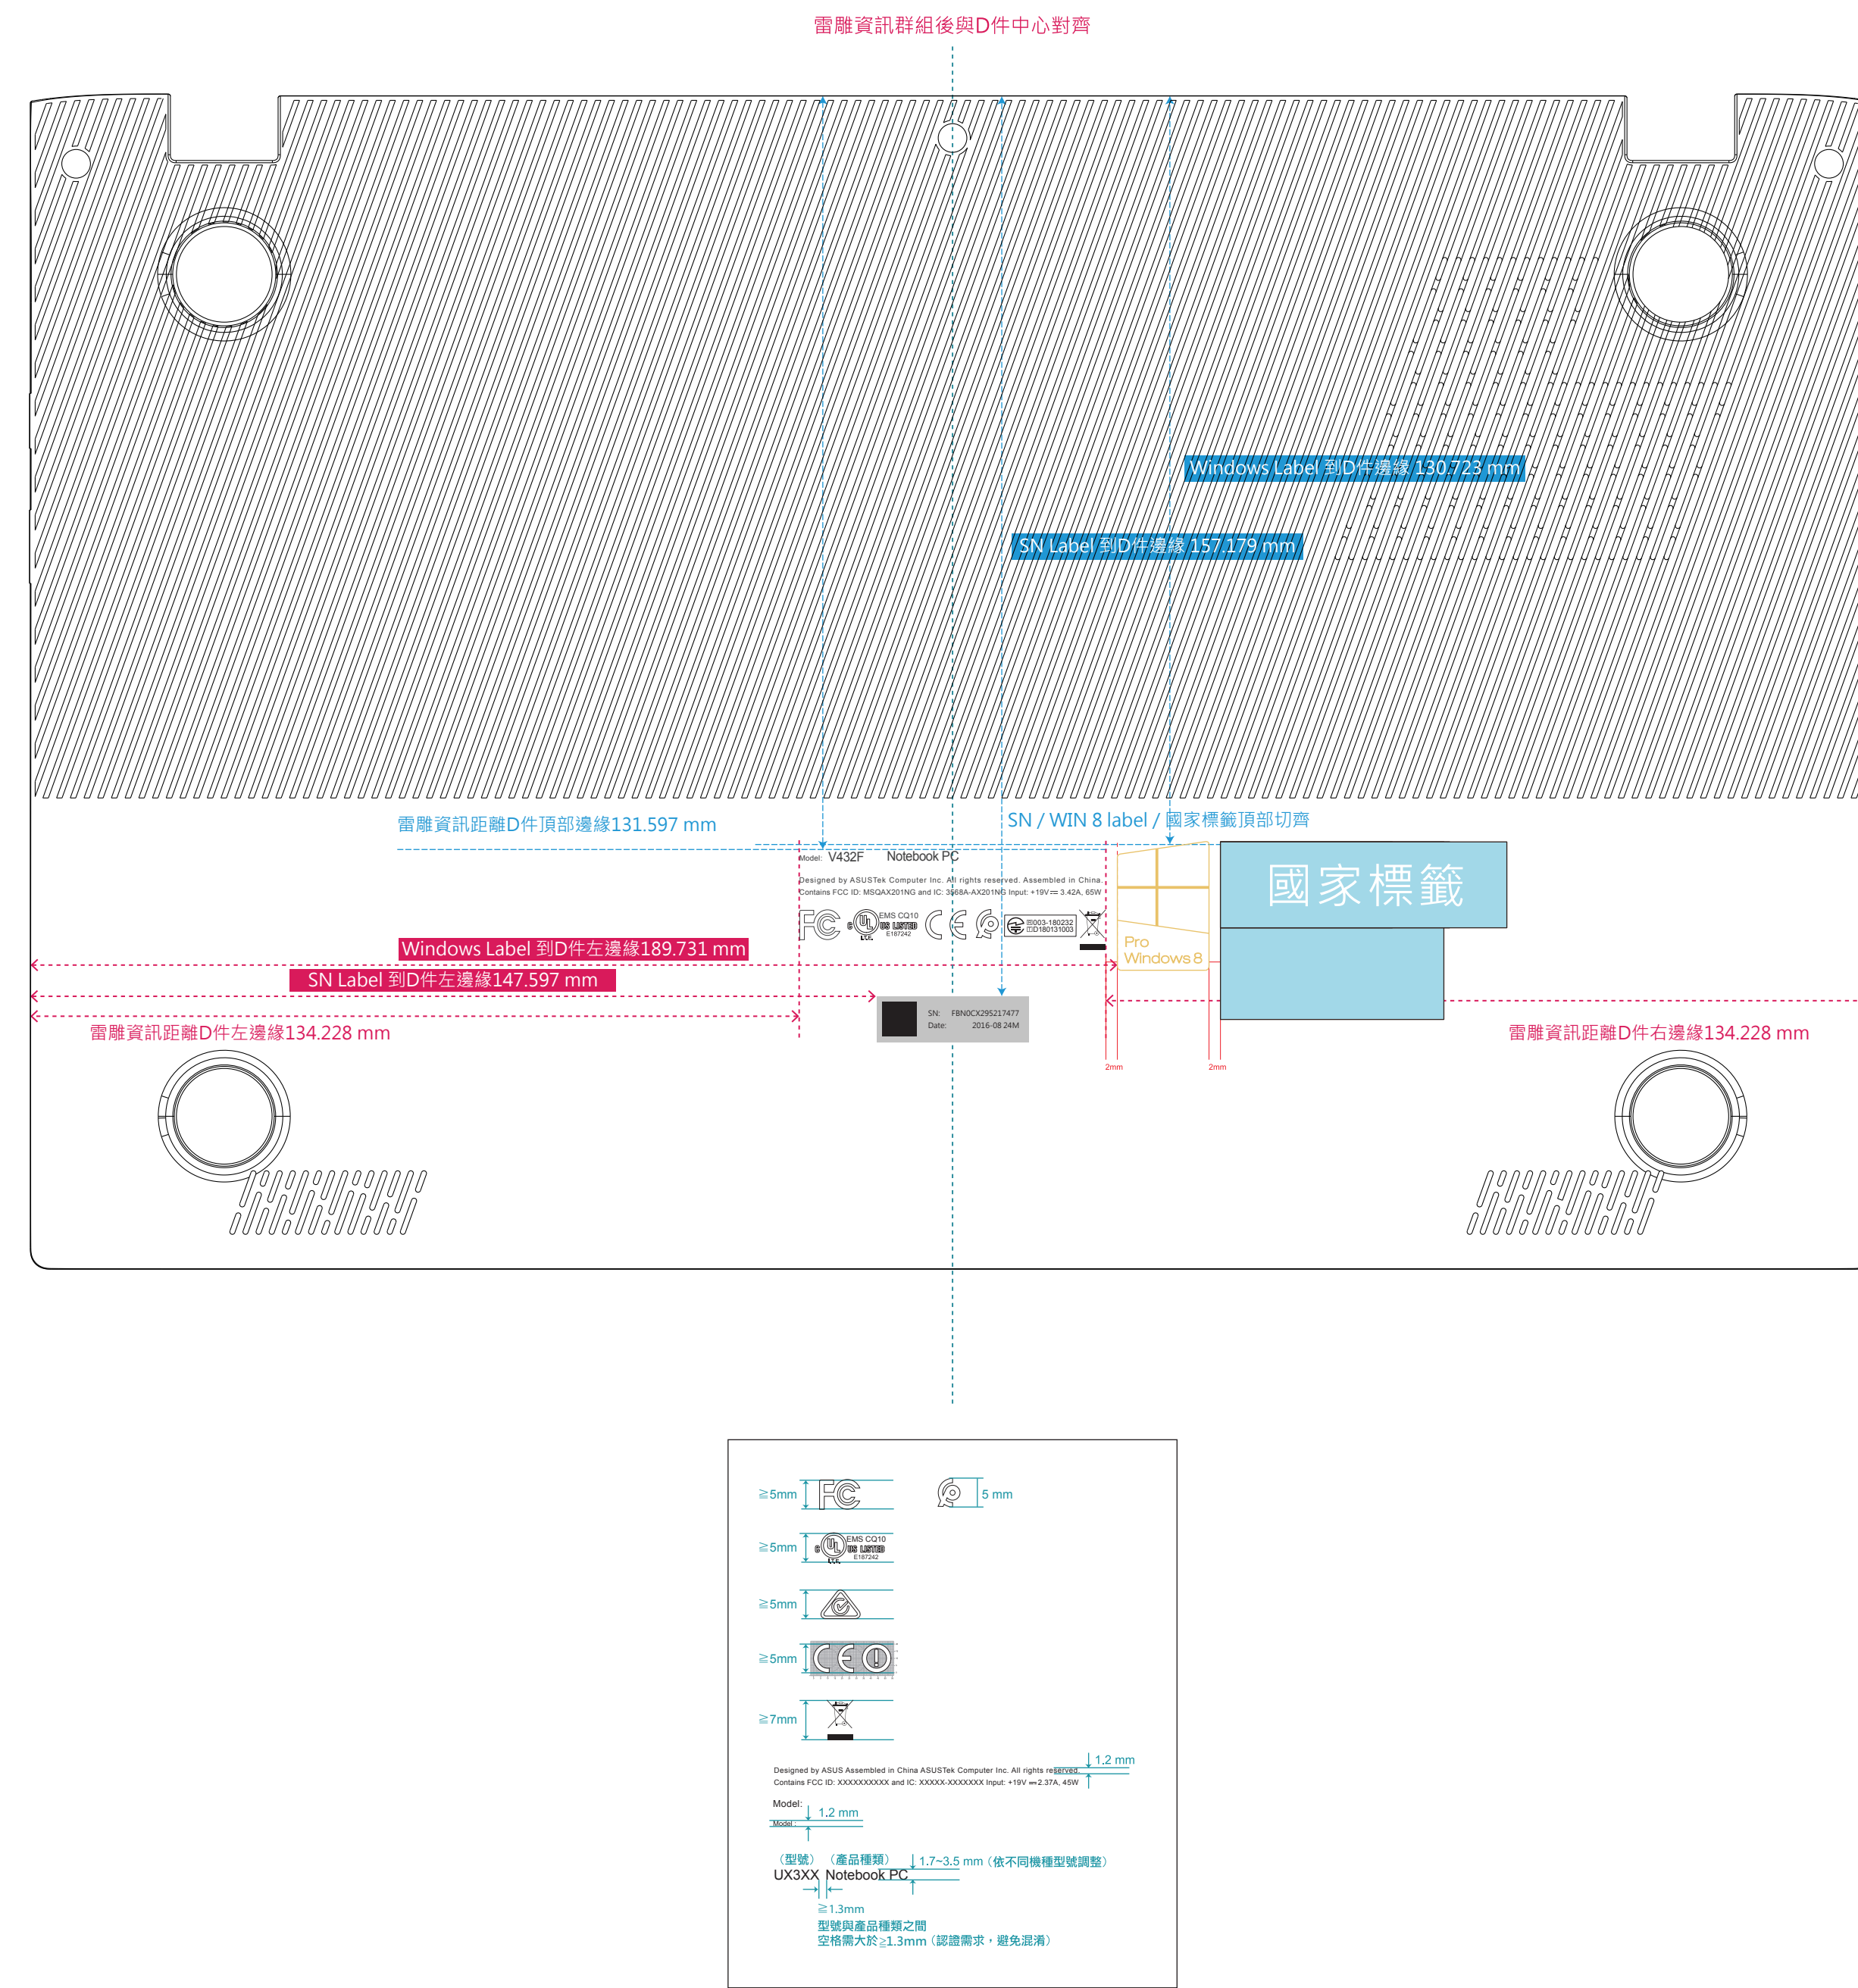 雷雕資訊群組後與D件中心對齊
Windows Label 到D件邊緣 130.723 mm
SN Label 到D件邊緣 157.179 mm
雷雕資訊距離D件頂部邊緣131.597 mm
SN / WIN 8 label / 國家標籤頂部切齊
Model: V432F Notebook PC
Designed by ASUSTek Computer Inc. All rights reserved. Assembled in China.
Contains FCC ID: MSQAX201NG and IC: 3568A-AX201NG Input: +19V⎓ 3.42A, 65W
FC
C UL US LISTED
EMS CQ10
E187242
I.T.E.
CE
003-180232
D180131003
國家標籤
Pro
Windows 8
Windows Label 到D件左邊緣189.731 mm
SN Label 到D件左邊緣147.597 mm
雷雕資訊距離D件左邊緣134.228 mm
SN: FBN0CX295217477
Date: 2016-08 24M
雷雕資訊距離D件右邊緣134.228 mm
2mm
2mm
≧5mm
FC
5 mm
≧5mm
C UL US LISTED
EMS CQ10
E187242
I.T.E.
≧5mm
≧5mm
CE
≧7mm
1.2 mm
Designed by ASUS Assembled in China ASUSTek Computer Inc. All rights reserved.
Contains FCC ID: XXXXXXXXXX and IC: XXXXX-XXXXXXX Input: +19V ⎓ 2.37A, 45W
Model:
1.2 mm
Model :
（型號）（產品種類）
1.7~3.5 mm（依不同機種型號調整）
UX3XX Notebook PC
≧1.3mm
型號與產品種類之間
空格需大於≧1.3mm（認證需求，避免混淆）